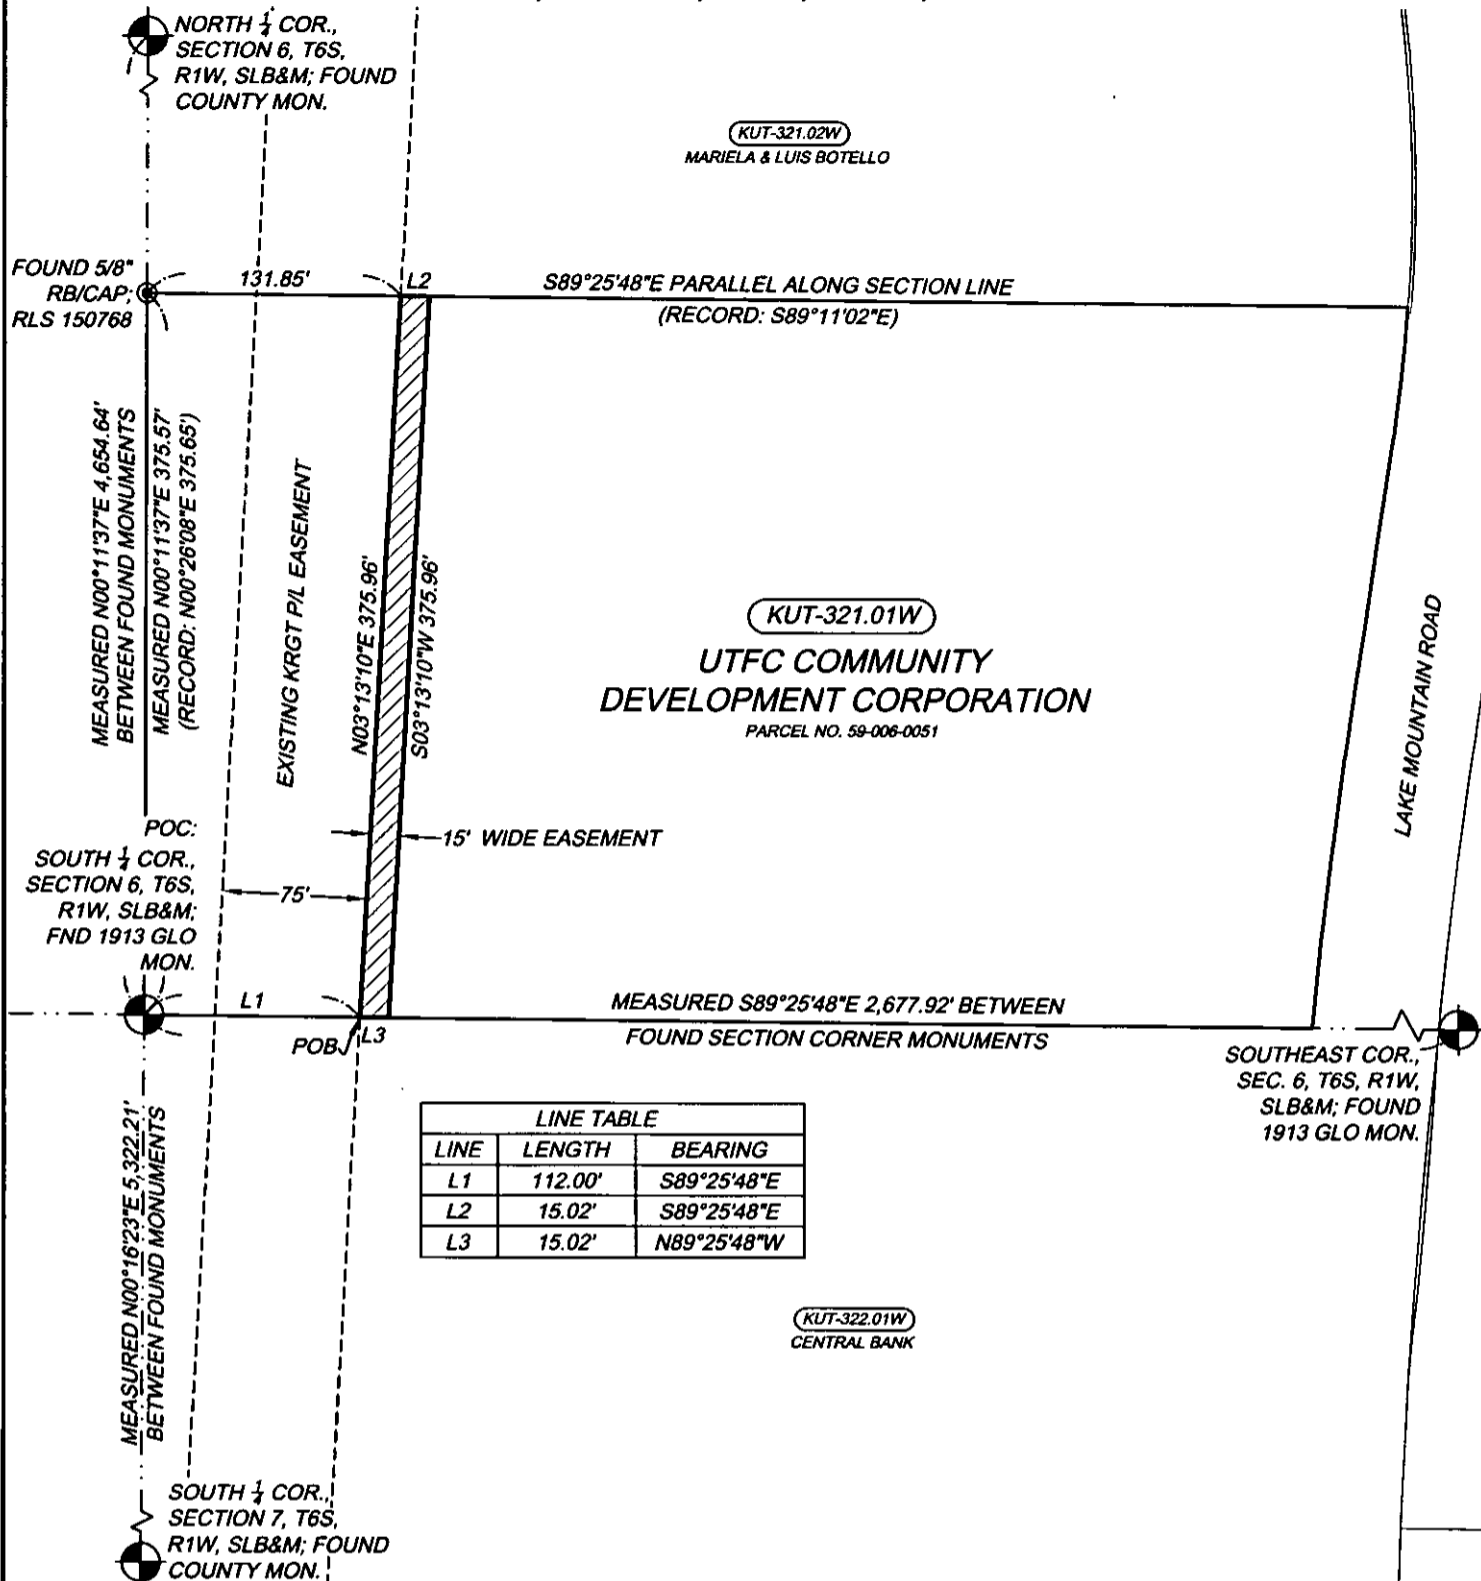 NORTH 1/4 COR.,
SECTION 6, T6S,
R1W, SLB&M; FOUND
COUNTY MON.
KUT-321.02W
MARIELA & LUIS BOTELLO
FOUND 5/8"
RB/CAP:
RLS 150768
131.85'
L2
S89°25'48"E PARALLEL ALONG SECTION LINE
(RECORD: S89°11'02"E)
MEASURED N00°11'37"E 4,654.64'
BETWEEN FOUND MONUMENTS
MEASURED N00°11'37"E 375.57'
(RECORD: N00°26'08"E 375.65')
EXISTING KRGT P/L EASEMENT
N03°13'10"E 375.96'
S03°13'10"W 375.96'
KUT-321.01W
UTFC COMMUNITY
DEVELOPMENT CORPORATION
PARCEL NO. 59-006-0051
LAKE MOUNTAIN ROAD
15' WIDE EASEMENT
75'
POC:
SOUTH 1/4 COR.,
SECTION 6, T6S,
R1W, SLB&M;
FND 1913 GLO
MON.
L1
POB
L3
MEASURED S89°25'48"E 2,677.92' BETWEEN
FOUND SECTION CORNER MONUMENTS
SOUTHEAST COR.,
SEC. 6, T6S, R1W,
SLB&M; FOUND
1913 GLO MON.
LINE TABLE
LINE LENGTH BEARING
L1 112.00' S89°25'48"E
L2 15.02' S89°25'48"E
L3 15.02' N89°25'48"W
MEASURED N00°16'23"E 5,322.21'
BETWEEN FOUND MONUMENTS
KUT-322.01W
CENTRAL BANK
SOUTH 1/4 COR.,
SECTION 7, T6S,
R1W, SLB&M; FOUND
COUNTY MON.